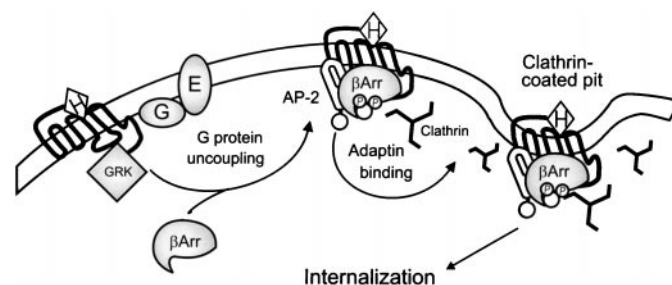 H
GRK
G
E
G protein
uncoupling
βArr
H
AP-2
βArr
P P
Clathrin
Adaptin
binding
Clathrin-
coated pit
H
βArr
P P
Internalization